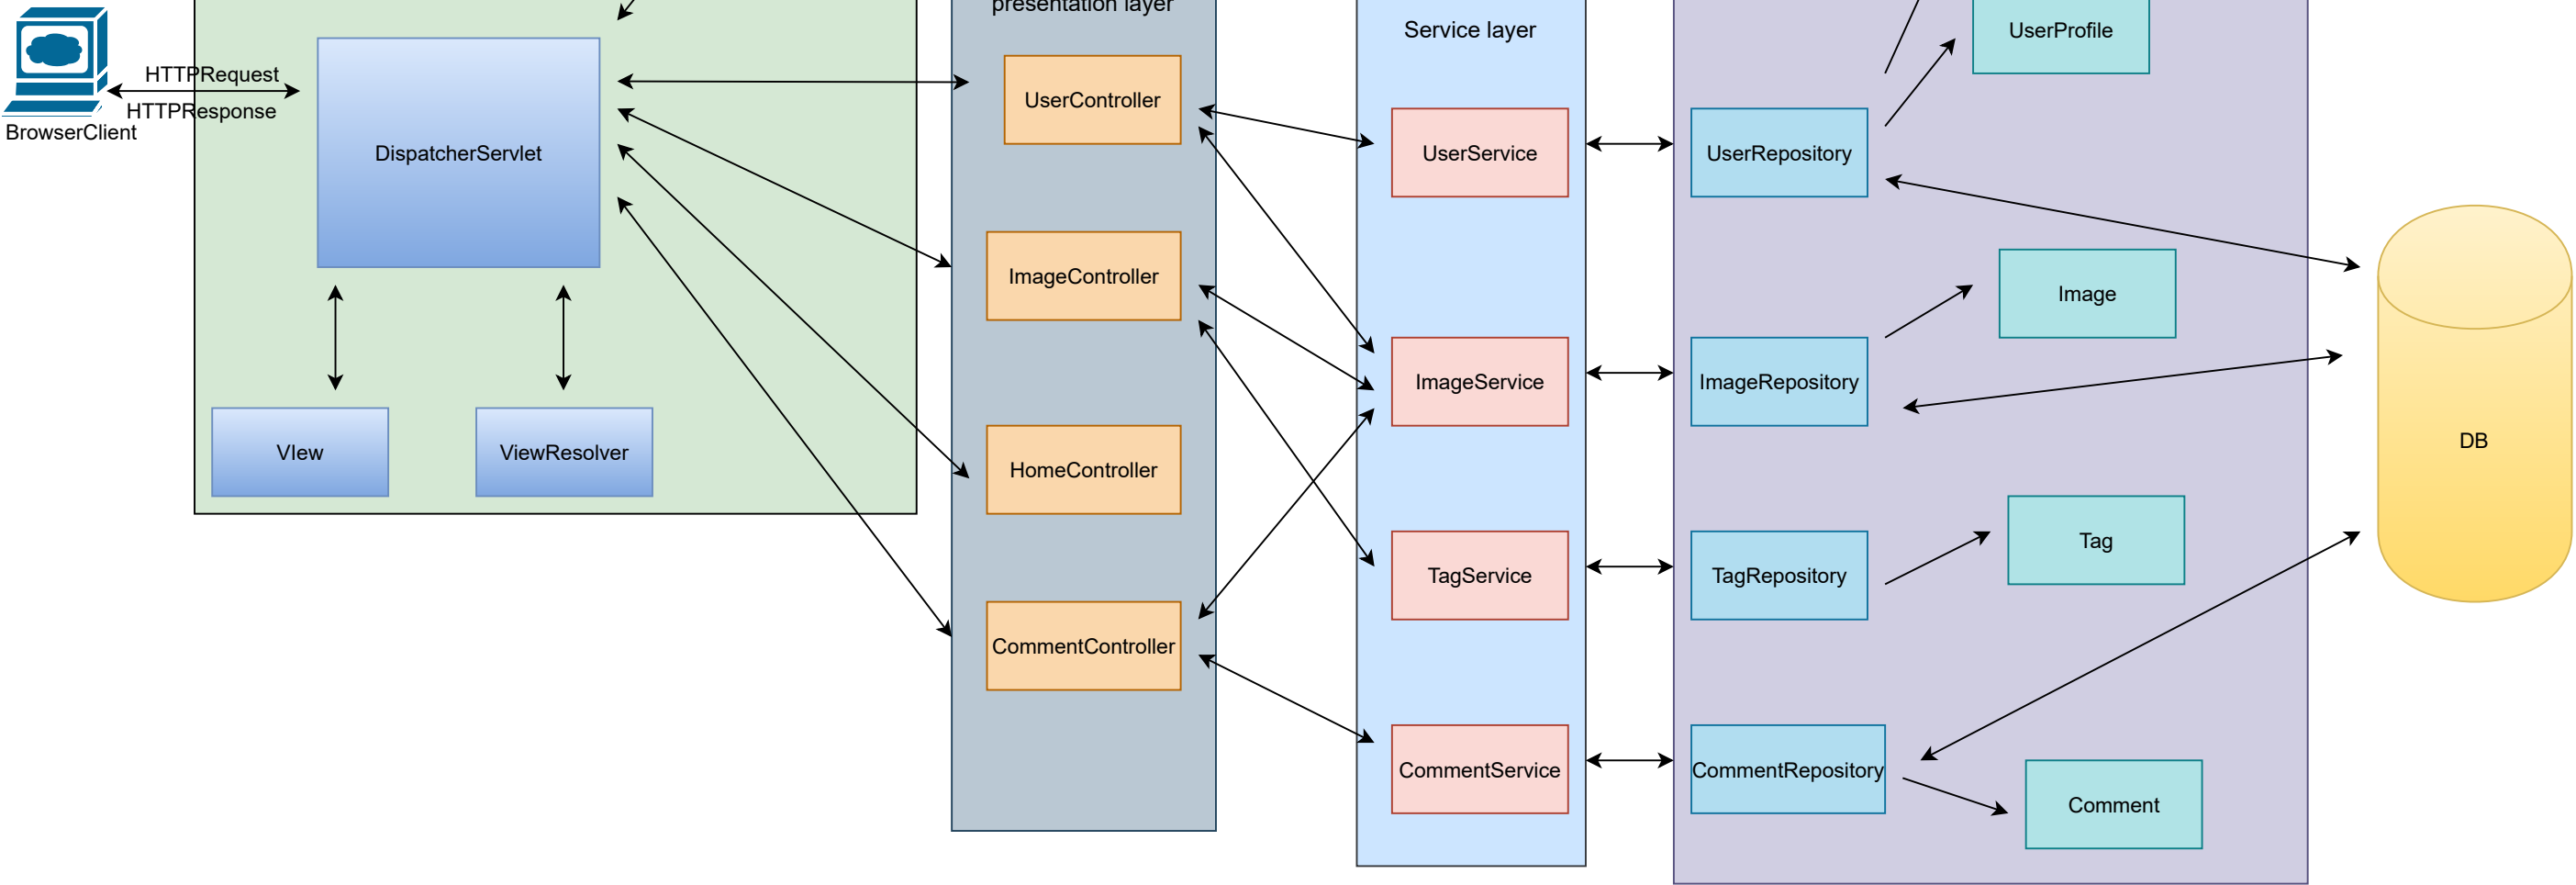 presentation layer
Service layer
UserProfile
HTTPRequest
HTTPResponse
BrowserClient
DispatcherServlet
UserController
UserService
UserRepository
ImageController
Image
ImageService
ImageRepository
VIew
ViewResolver
HomeController
DB
TagService
TagRepository
Tag
CommentController
CommentService
CommentRepository
Comment